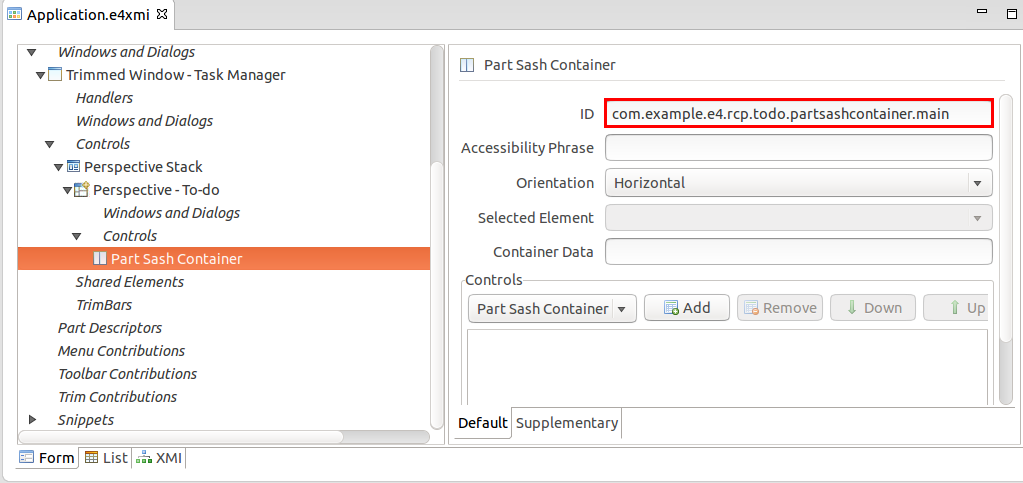 Application.e4xmi
Windows and Dialogs
Trimmed Window - Task Manager
Handlers
Windows and Dialogs
Controls
Perspective Stack
Perspective - To-do
Windows and Dialogs
Controls
Part Sash Container
Shared Elements
TrimBars
Part Descriptors
Menu Contributions
Toolbar Contributions
Trim Contributions
Snippets
Form List XMI
Part Sash Container
ID com.example.e4.rcp.todo.partsashcontainer.main
Accessibility Phrase
Orientation Horizontal
Selected Element
Container Data
Controls
Part Sash Container Add Remove Down Up
Default Supplementary